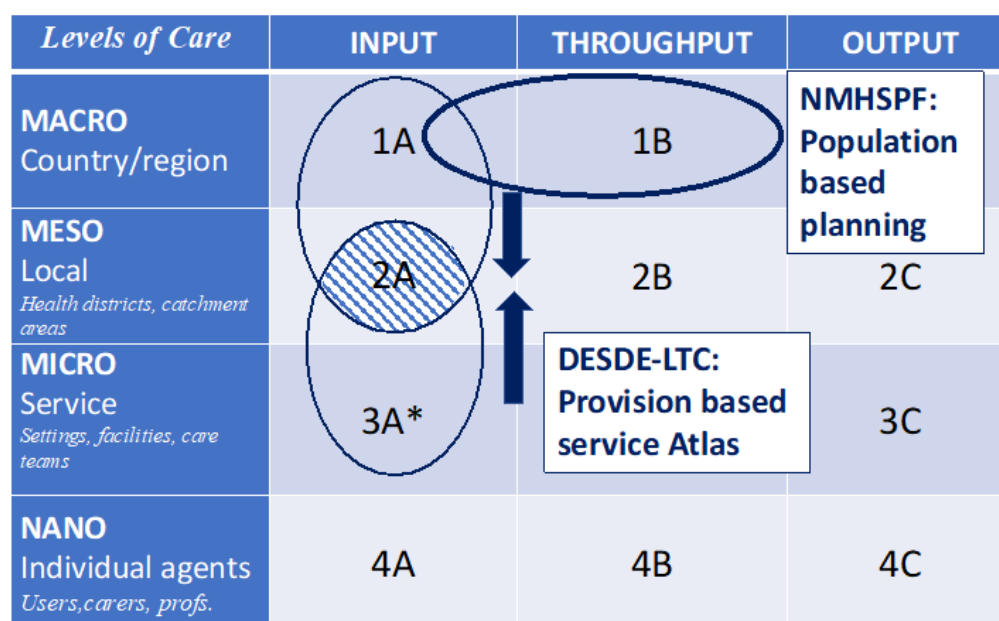 Levels of Care
INPUT
THROUGHPUT
OUTPUT
MACRO
Country/region
1A
1B
NMHSPF:
Population
based
planning
MESO
Local
Health districts, catchment
areas
2A
2B
2C
MICRO
Service
Settings, facilities, care
teams
3A*
DESDE-LTC:
Provision based
service Atlas
3C
NANO
Individual agents
Users,carers, profs.
4A
4B
4C